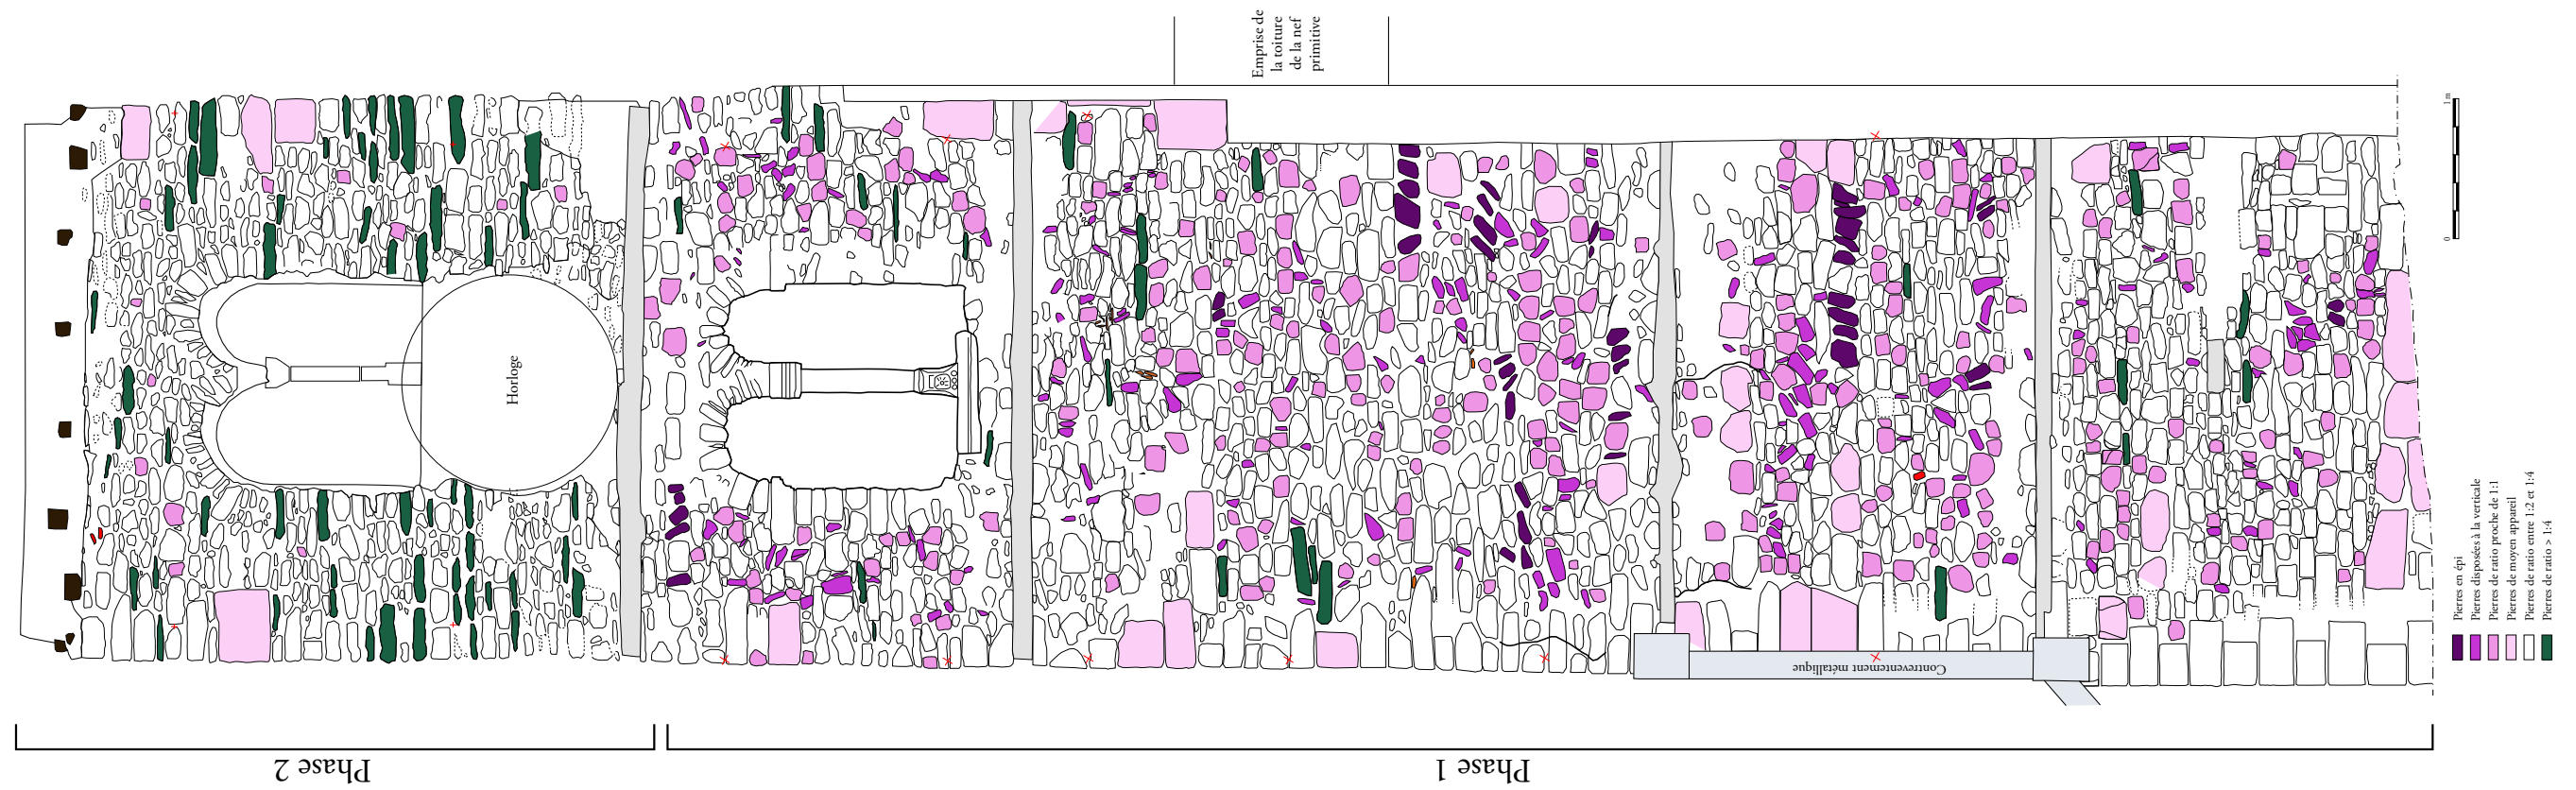 Emprise de
la toiture
de la nef
primitive
Horloge
Contreventement métallique
Phase 2
Phase 1
0
1 m
Pierres en épi
Pierres disposées à la verticale
Pierres de ratio proche de 1:1
Pierres de moyen appareil
Pierres de ratio entre 1:2 et 1:4
Pierres de ratio > 1:4